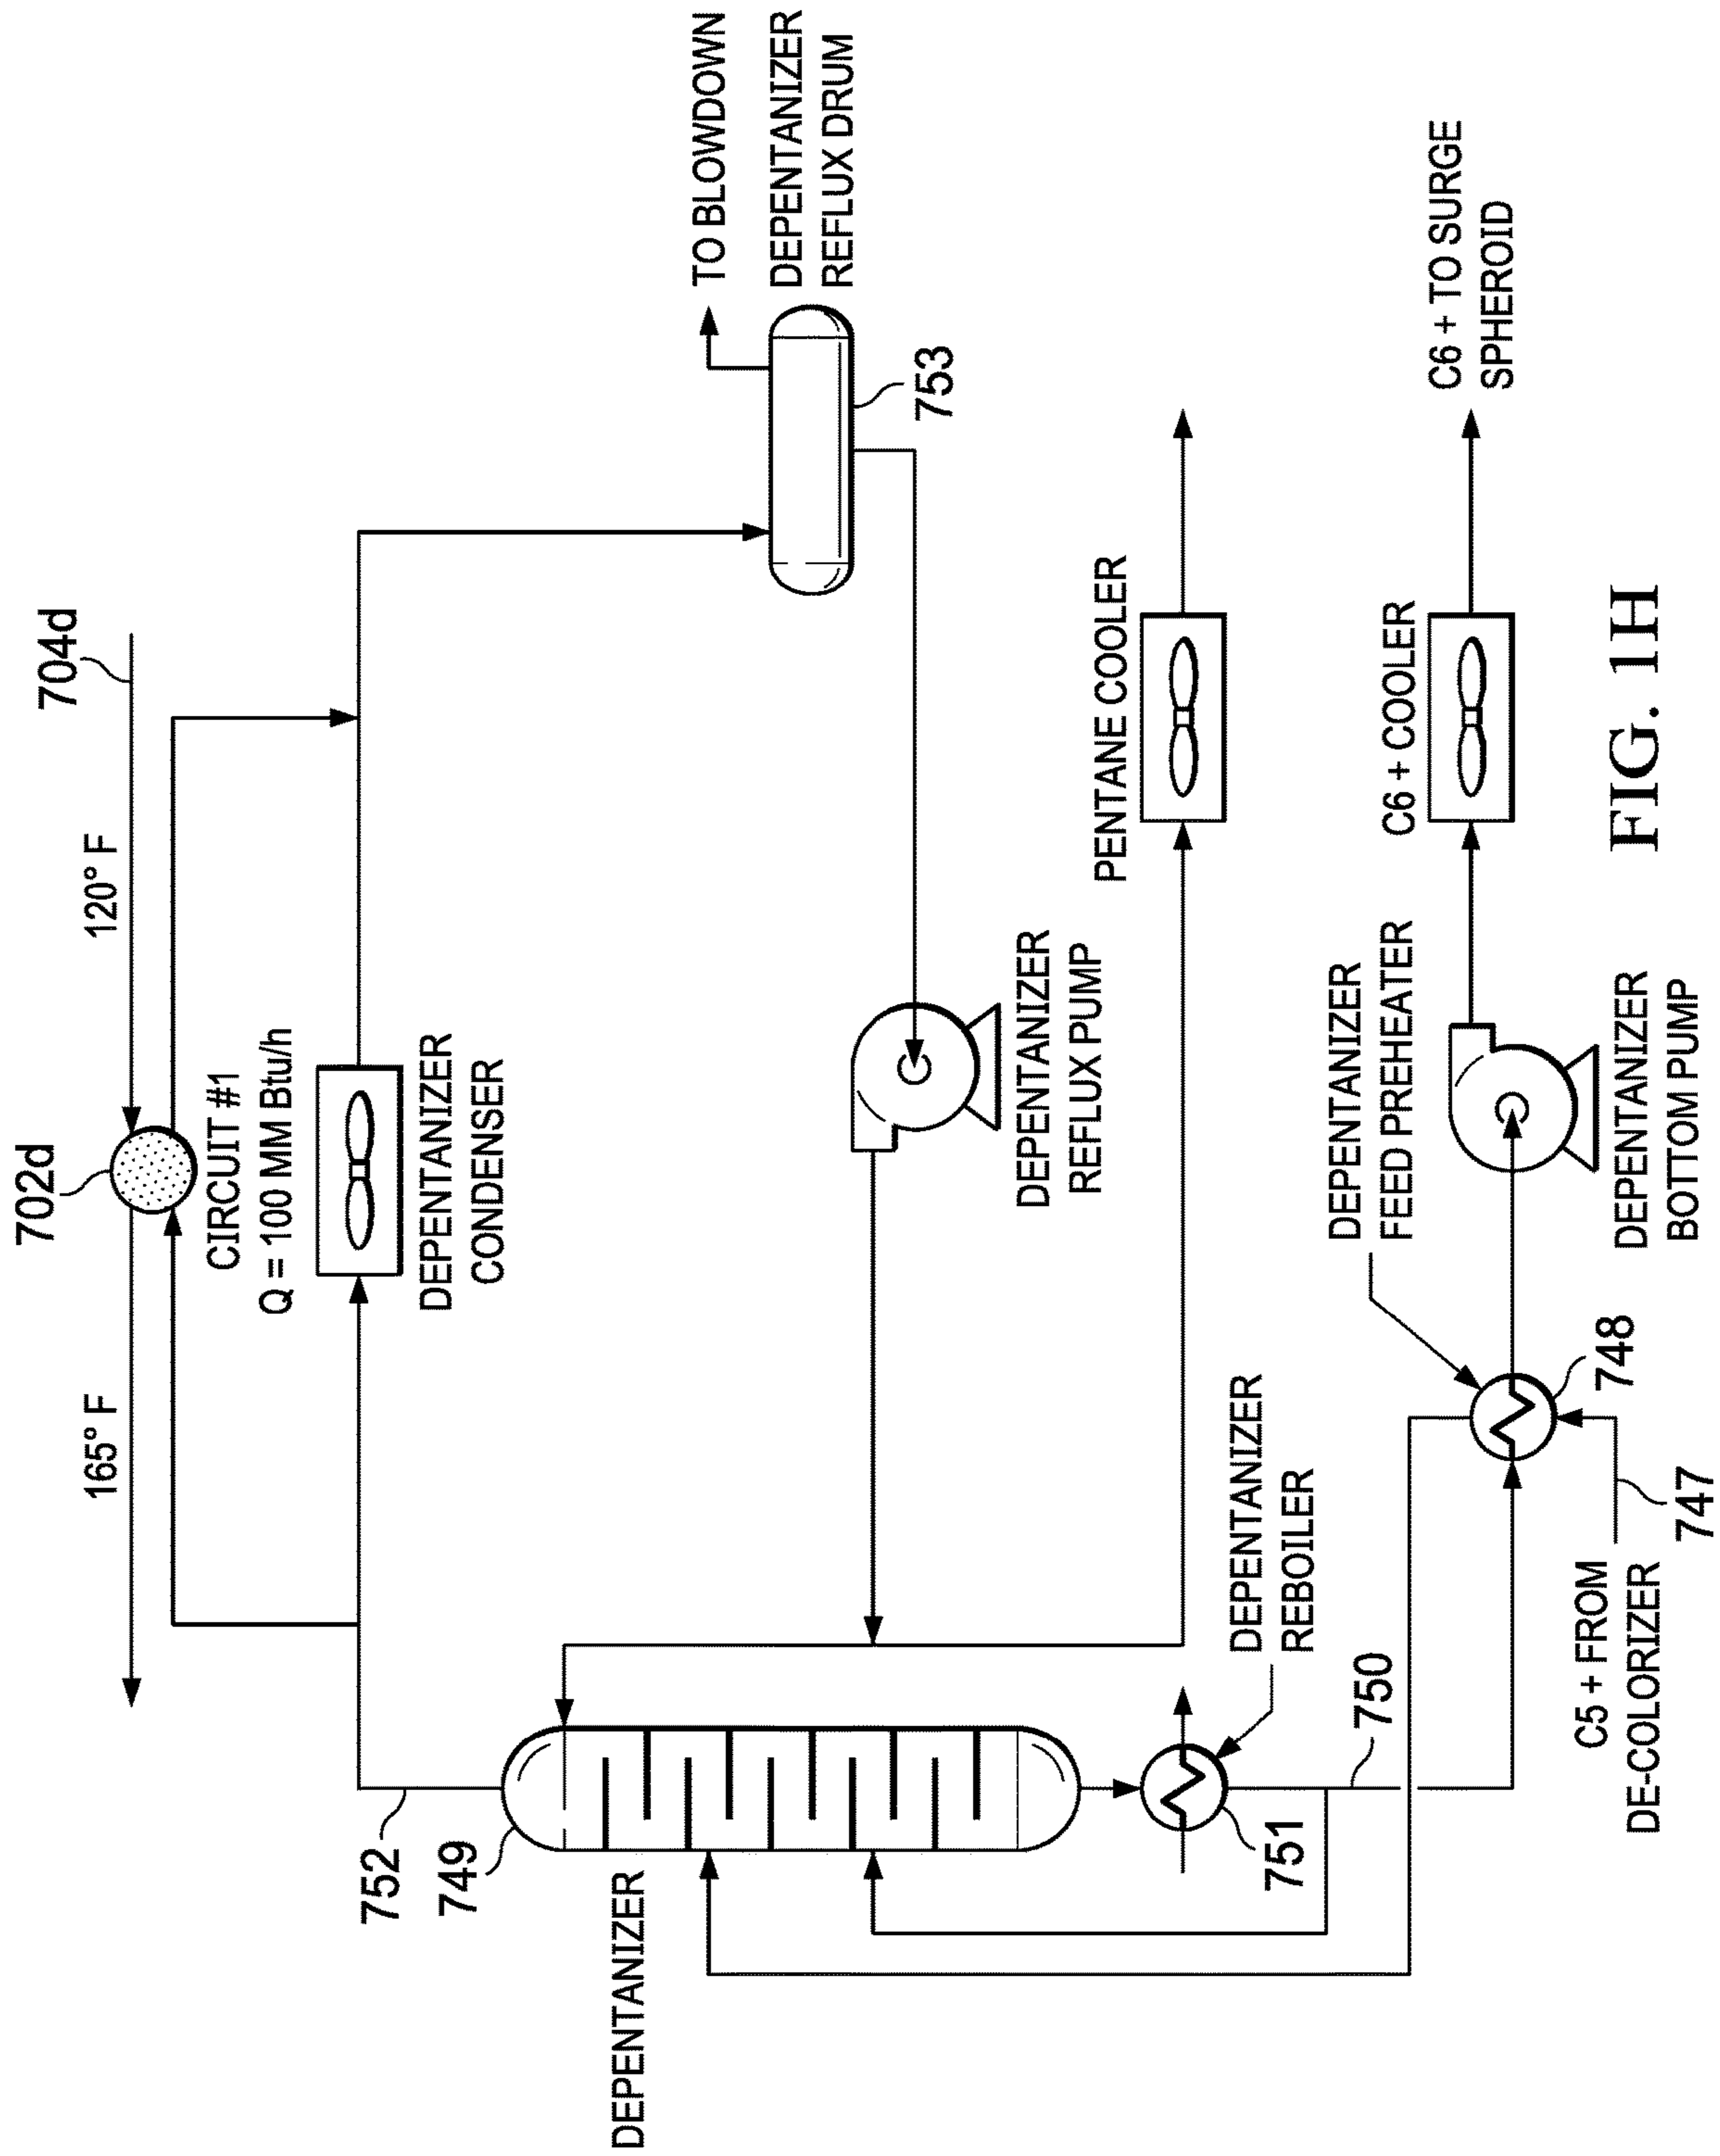 704d
120° F
702d
165° F
CIRCUIT #1
Q = 100 MM Btu/h
DEPENTANIZER
CONDENSER
TO BLOWDOWN
DEPENTANIZER
REFLUX DRUM
753
752
749
DEPENTANIZER
DEPENTANIZER
REFLUX PUMP
PENTANE COOLER
DEPENTANIZER
REBOILER
751
750
DEPENTANIZER
FEED PREHEATER
748
C5 + FROM
DE-COLORIZER
747
DEPENTANIZER
BOTTOM PUMP
C6 + COOLER
C6 + TO SURGE
SPHEROID
FIG. 1H